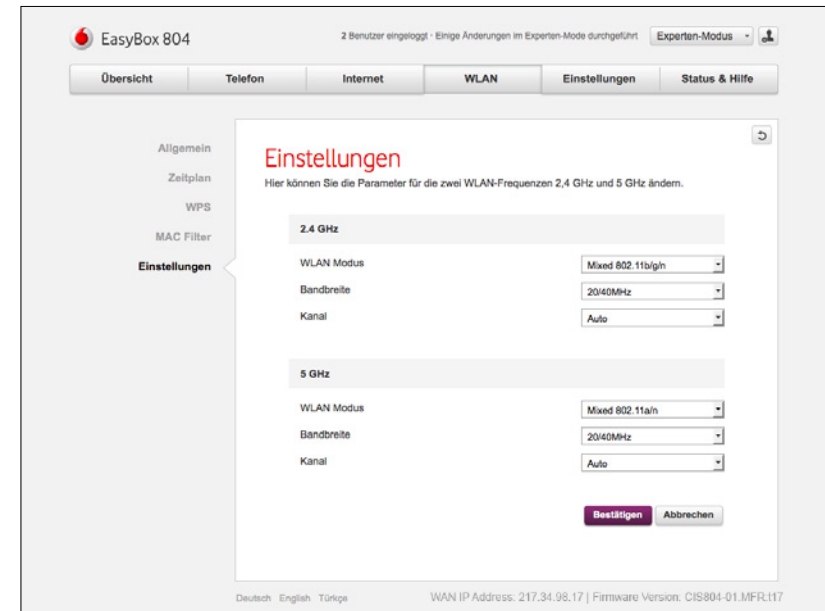 EasyBox 804
2 Benutzer eingeloggt - Einige Änderungen im Experten-Mode durchgeführt
Experten-Modus
Übersicht Telefon Internet WLAN Einstellungen Status & Hilfe
Allgemein
Zeitplan
WPS
MAC Filter
Einstellungen
Einstellungen
Hier können Sie die Parameter für die zwei WLAN-Frequenzen 2,4 GHz und 5 GHz ändern.
2.4 GHz
WLAN Modus Mixed 802.11b/g/n
Bandbreite 20/40MHz
Kanal Auto
5 GHz
WLAN Modus Mixed 802.11a/n
Bandbreite 20/40MHz
Kanal Auto
Bestätigen Abbrechen
Deutsch English Türkçe WAN IP Address: 217.34.98.17 | Firmware Version: CIS804-01.MFR.t17